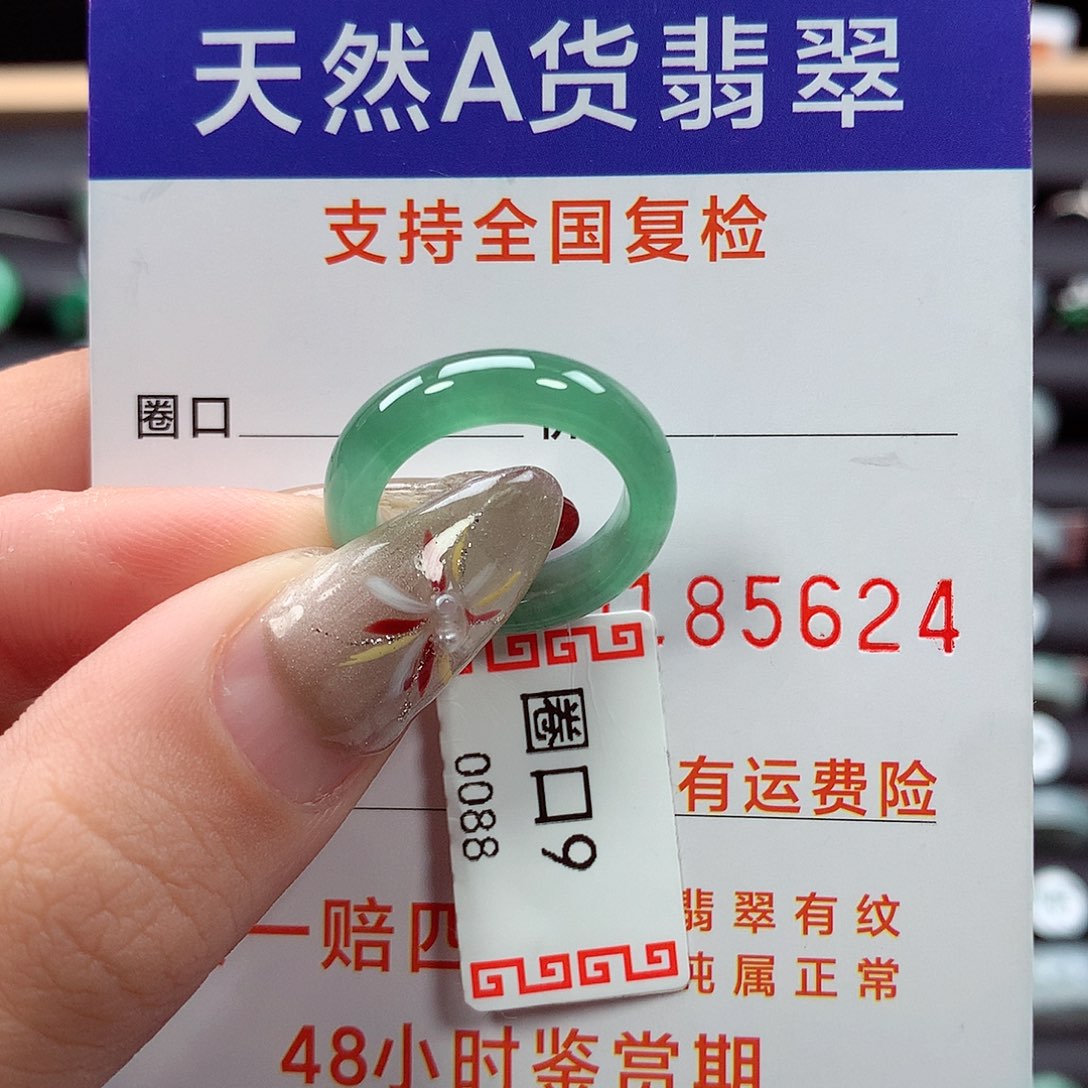 天然A货翡翠
支持全国复检
圈口
185624
圈口9
0088
有运费险
一赔四
翡翠有纹
纯属正常
48小时鉴赏期